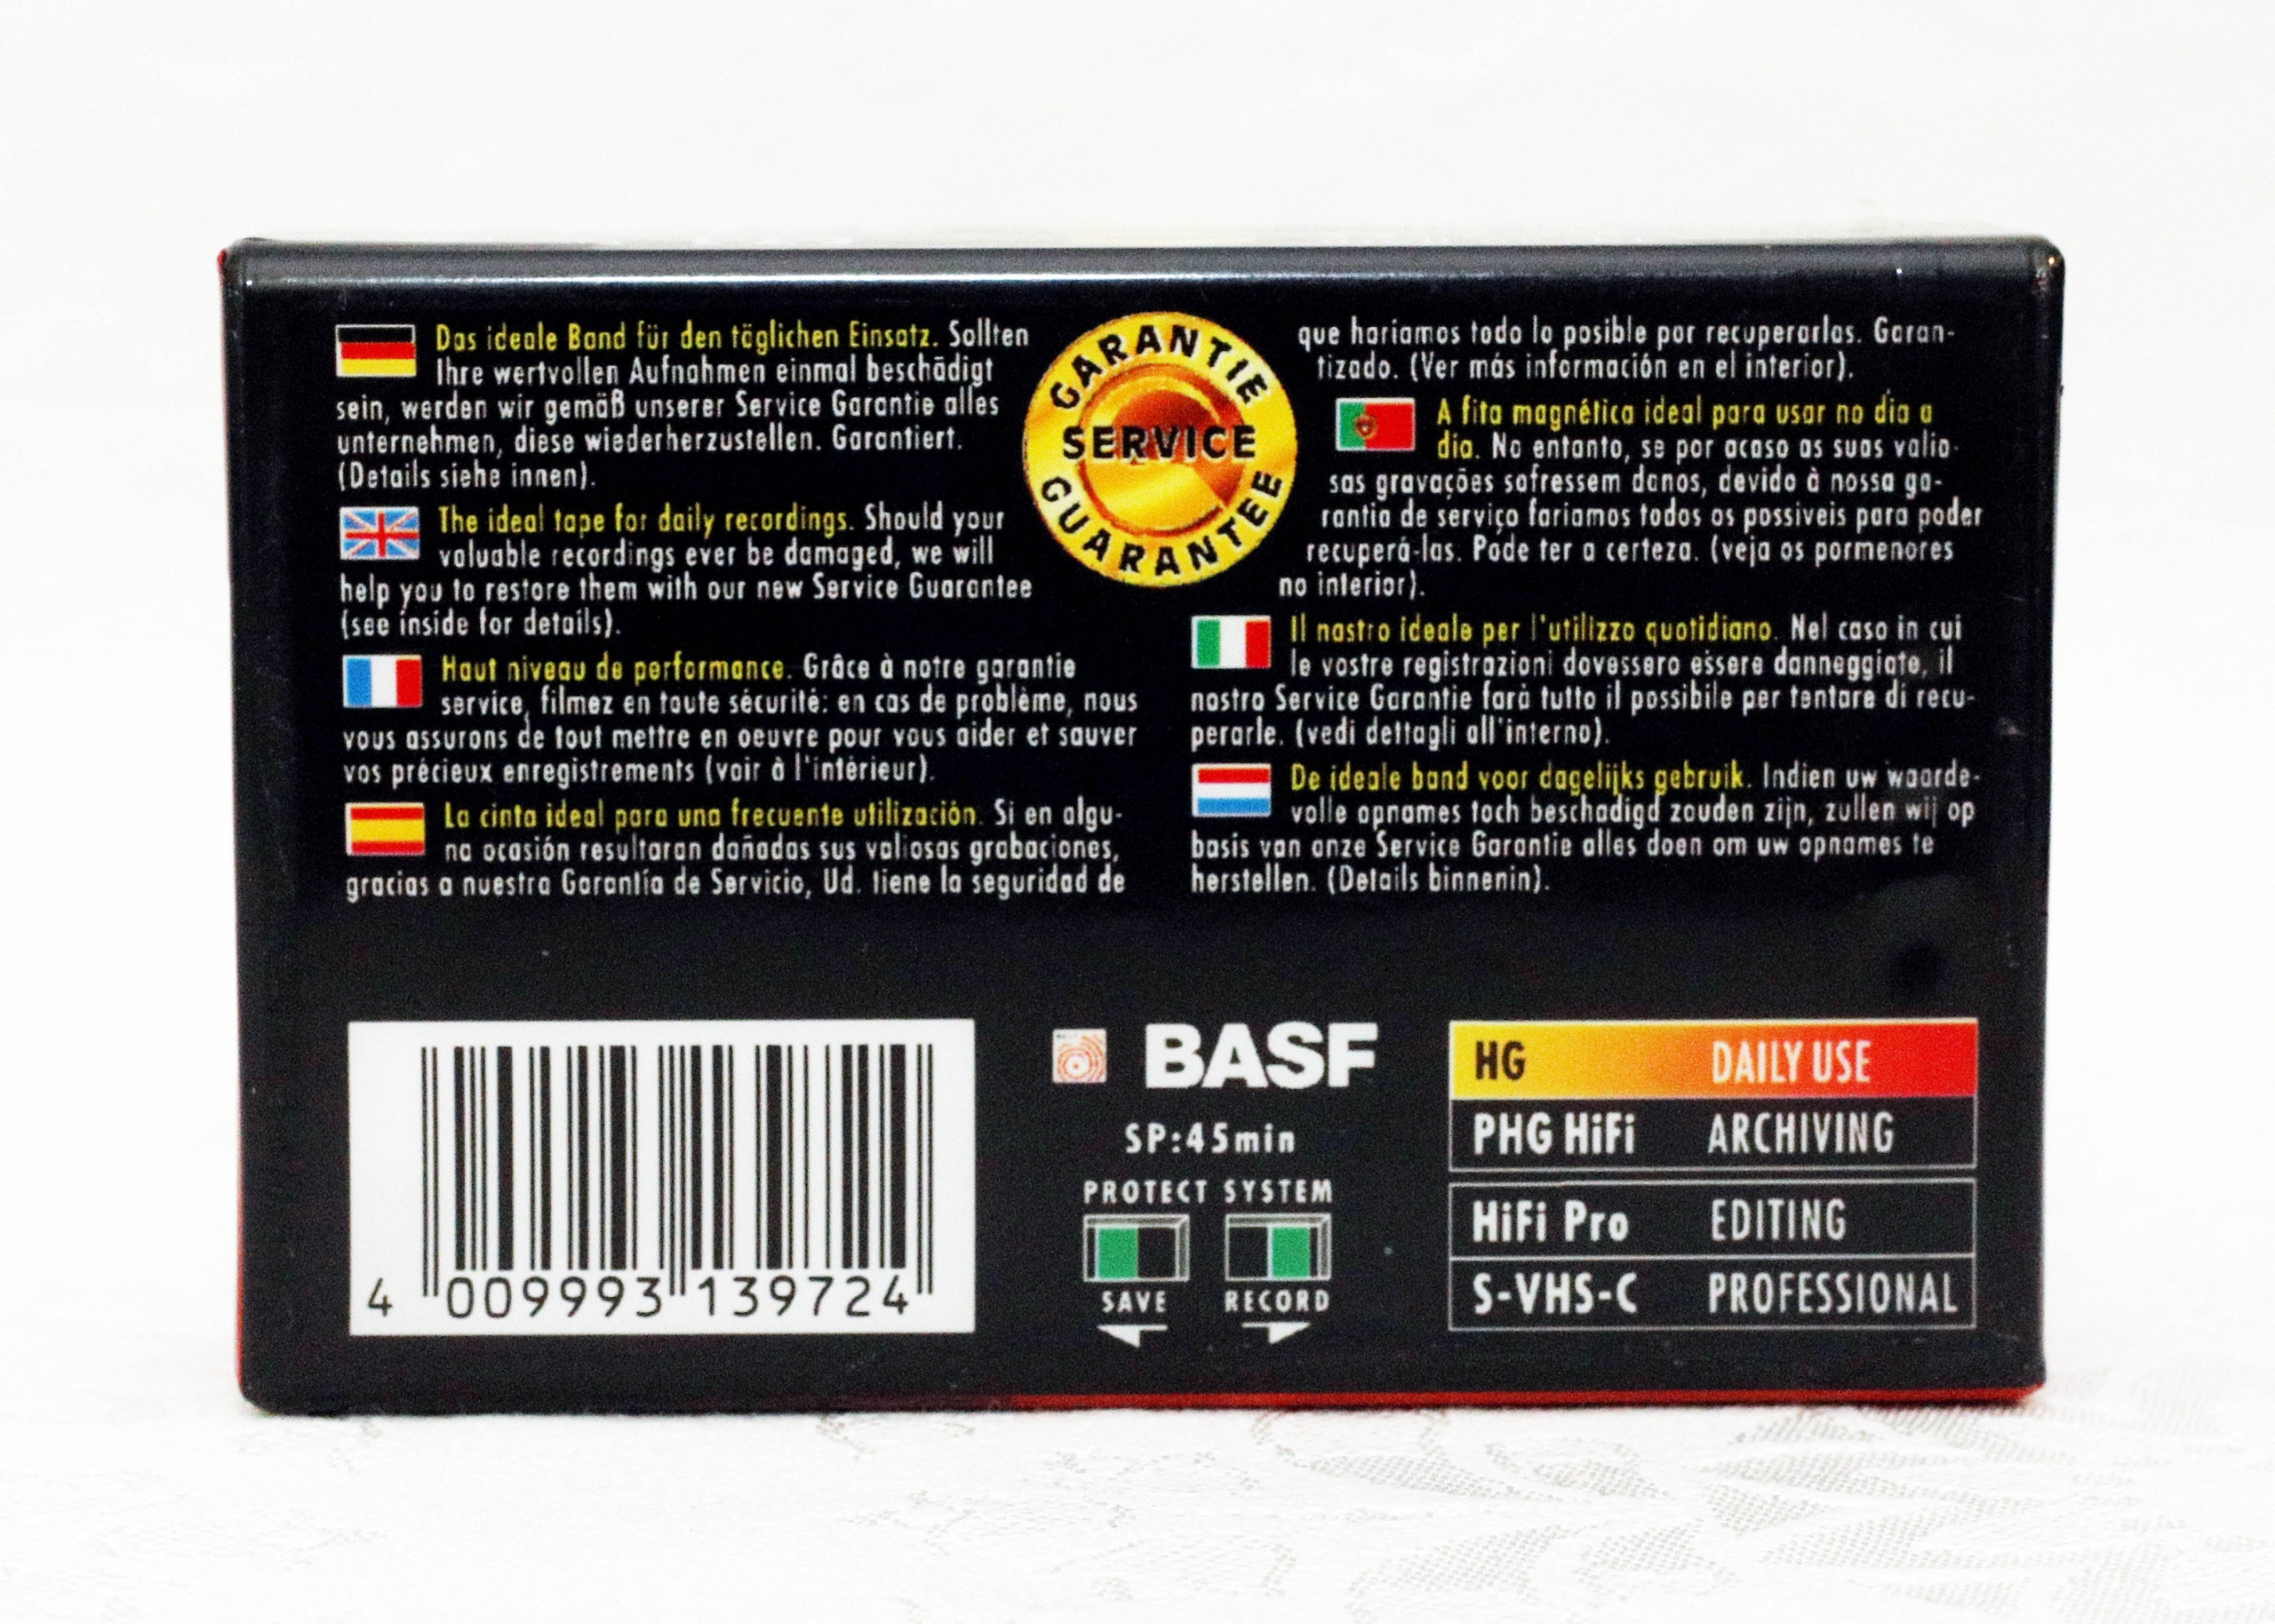 Das ideale Band für den täglichen Einsatz. Sollten
Ihre wertvollen Aufnahmen einmal beschädigt
sein, werden wir gemäß unserer Service Garantie alles
unternehmen, diese wiederherzustellen. Garantiert.
(Details siehe innen).
The ideal tape for daily recordings. Should your
valuable recordings ever be damaged, we will
help you to restore them with our new Service Guarantee
(see inside for details).
Haut niveau de performance. Grâce à notre garantie
service, filmez en toute sécurité: en cas de problème, nous
vous assurons de tout mettre en oeuvre pour vous aider et sauver
vos précieux enregistrements (voir à l'intérieur).
La cinta ideal para una frecuente utilización. Si en algu-
na ocasión resultaran dañadas sus valiosas grabaciones,
gracias a nuestra Garantía de Servicio, Ud. tiene la seguridad de
GARANTIE
SERVICE
GUARANTEE
que hariamos todo lo posible por recuperarlas. Garan-
tizado. (Ver más información en el interior).
A fita magnética ideal para usar no dia a
dia. No entanto, se por acaso as suas valio-
sas gravações sofressem danos, devido à nossa ga-
rantia de serviço fariamos todos os possiveis para poder
recuperá-las. Pode ter a certeza. (veja os pormenores
no interior).
Il nastro ideale per l'utilizzo quotidiano. Nel caso in cui
le vostre registrazioni dovessero essere danneggiate, il
nostro Service Garantie farà tutto il possibile per tentare di recu-
perarle. (vedi dettagli all'interno).
De ideale band voor dagelijks gebruik. Indien uw waarde-
volle opnames toch beschadigd zouden zijn, zullen wij op
basis van onze Service Garantie alles doen om uw opnames te
herstellen. (Details binnenin).
4 009993 139724
BASF
SP:45min
PROTECT SYSTEM
SAVE RECORD
HG DAILY USE
PHG HiFi ARCHIVING
HiFi Pro EDITING
S-VHS-C PROFESSIONAL